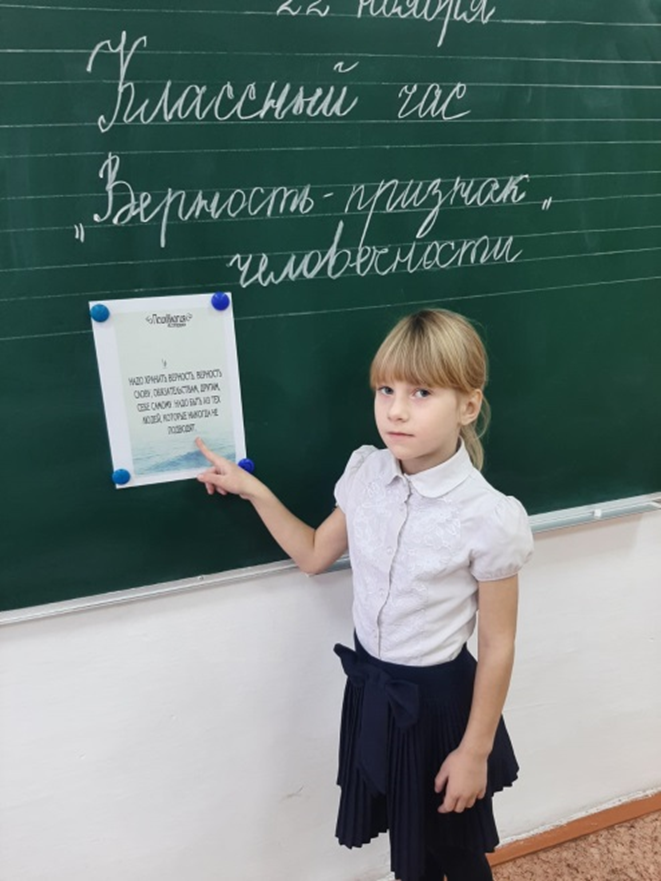 22 ноября
Классный час
„Верность - признак"
человечности
НАДО ХРАНИТЬ ВЕРНОСТЬ. ВЕРНОСТЬ
СЛОВУ, ОБЯЗАТЕЛЬСТВАМ, ДРУГИМ,
СЕБЕ САМОМУ. НАДО БЫТЬ ИЗ ТЕХ
ЛЮДЕЙ, КОТОРЫЕ НИКОГДА НЕ
ПОДВОДЯТ.